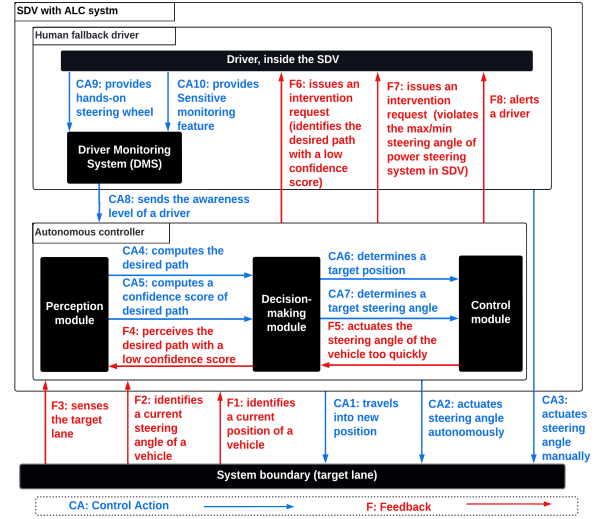 SDV with ALC systm
Human fallback driver
Driver, inside the SDV
CA9: provides
hands-on
steering wheel
CA10: provides
Sensitive
monitoring
feature
F6: issues an
intervention
request
(identifies the
desired path
with a low
confidence
score)
F7: issues an
intervention
request (violates
the max/min
steering angle of
power steering
system in SDV)
F8: alerts
a driver
Driver Monitoring
System (DMS)
CA8: sends the awareness
level of a driver
Autonomous controller
CA4: computes the
desired path
CA5: computes a
confidence score of
desired path
F4: perceives the
desired path with a
low confidence score
Perception
module
Decision-
making
module
CA6: determines a
target position
CA7: determines a
target steering angle
F5: actuates the
steering angle of the
vehicle too quickly
Control
module
F3: senses
the target
lane
F2: identifies
a current
steering
angle of a
vehicle
F1: identifies
a current
position of a
vehicle
CA1: travels
into new
position
CA2: actuates
steering angle
autonomously
CA3:
actuates
steering
angle
manually
System boundary (target lane)
CA: Control Action
F: Feedback